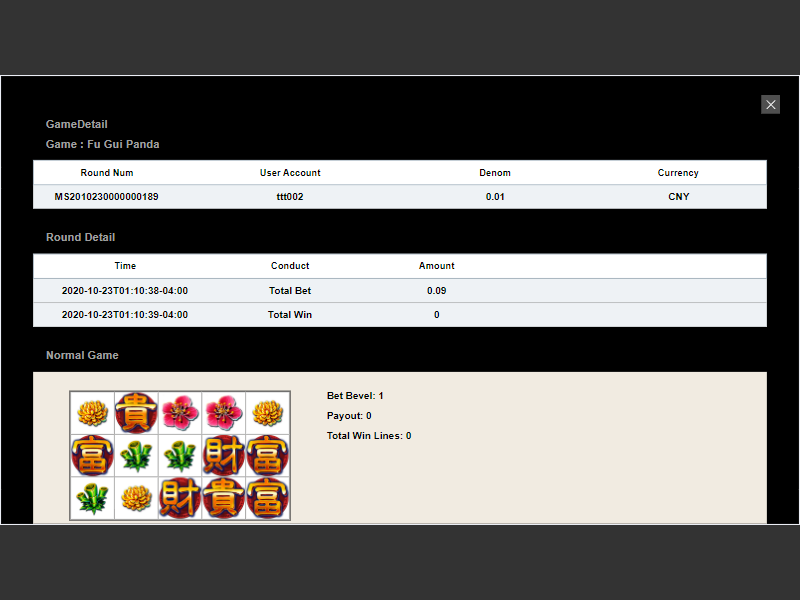 GameDetail
Game : Fu Gui Panda
Round Num User Account Denom Currency
MS2010230000000189 ttt002 0.01 CNY
Round Detail
Time Conduct Amount
2020-10-23T01:10:38-04:00 Total Bet 0.09
2020-10-23T01:10:39-04:00 Total Win 0
Normal Game
Bet Bevel: 1
Payout: 0
Total Win Lines: 0
貴
富 財 富
財 貴 富